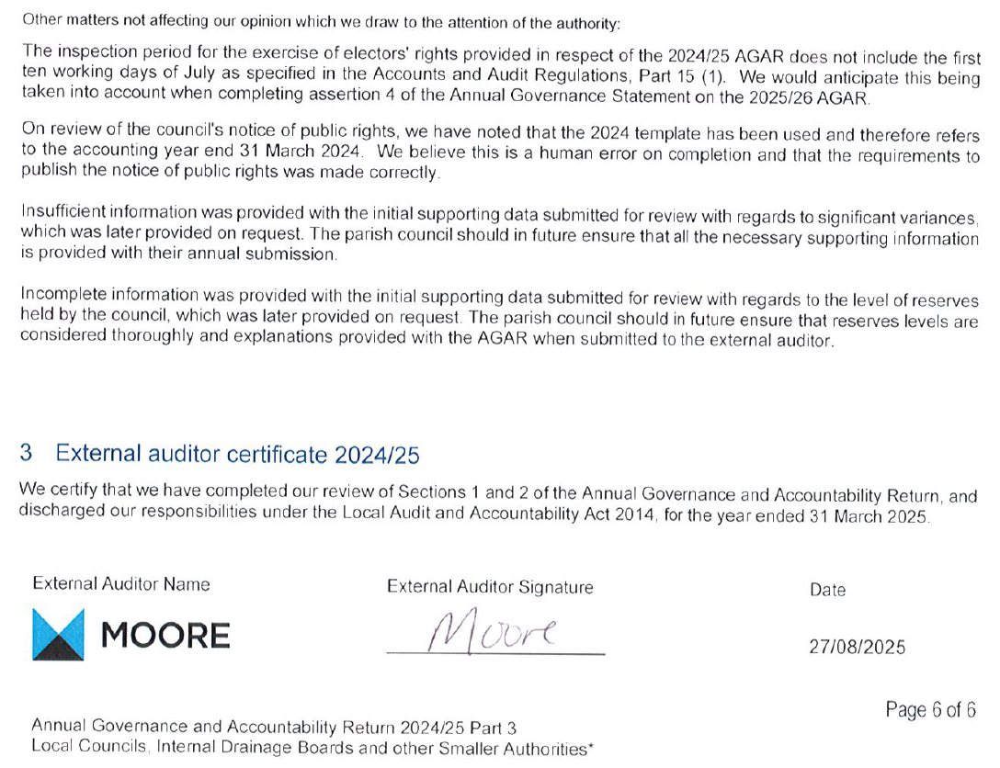 Other matters not affecting our opinion which we draw to the attention of the authority:
The inspection period for the exercise of electors' rights provided in respect of the 2024/25 AGAR does not include the first
ten working days of July as specified in the Accounts and Audit Regulations, Part 15 (1). We would anticipate this being
taken into account when completing assertion 4 of the Annual Governance Statement on the 2025/26 AGAR.
On review of the council's notice of public rights, we have noted that the 2024 template has been used and therefore refers
to the accounting year end 31 March 2024. We believe this is a human error on completion and that the requirements to
publish the notice of public rights was made correctly.
Insufficient information was provided with the initial supporting data submitted for review with regards to significant variances,
which was later provided on request. The parish council should in future ensure that all the necessary supporting information
is provided with their annual submission.
Incomplete information was provided with the initial supporting data submitted for review with regards to the level of reserves
held by the council, which was later provided on request. The parish council should in future ensure that reserves levels are
considered thoroughly and explanations provided with the AGAR when submitted to the external auditor.
3 External auditor certificate 2024/25
We certify that we have completed our review of Sections 1 and 2 of the Annual Governance and Accountability Return, and
discharged our responsibilities under the Local Audit and Accountability Act 2014, for the year ended 31 March 2025.
External Auditor Name External Auditor Signature Date
MOORE Moore 27/08/2025
Page 6 of 6
Annual Governance and Accountability Return 2024/25 Part 3
Local Councils, Internal Drainage Boards and other Smaller Authorities*